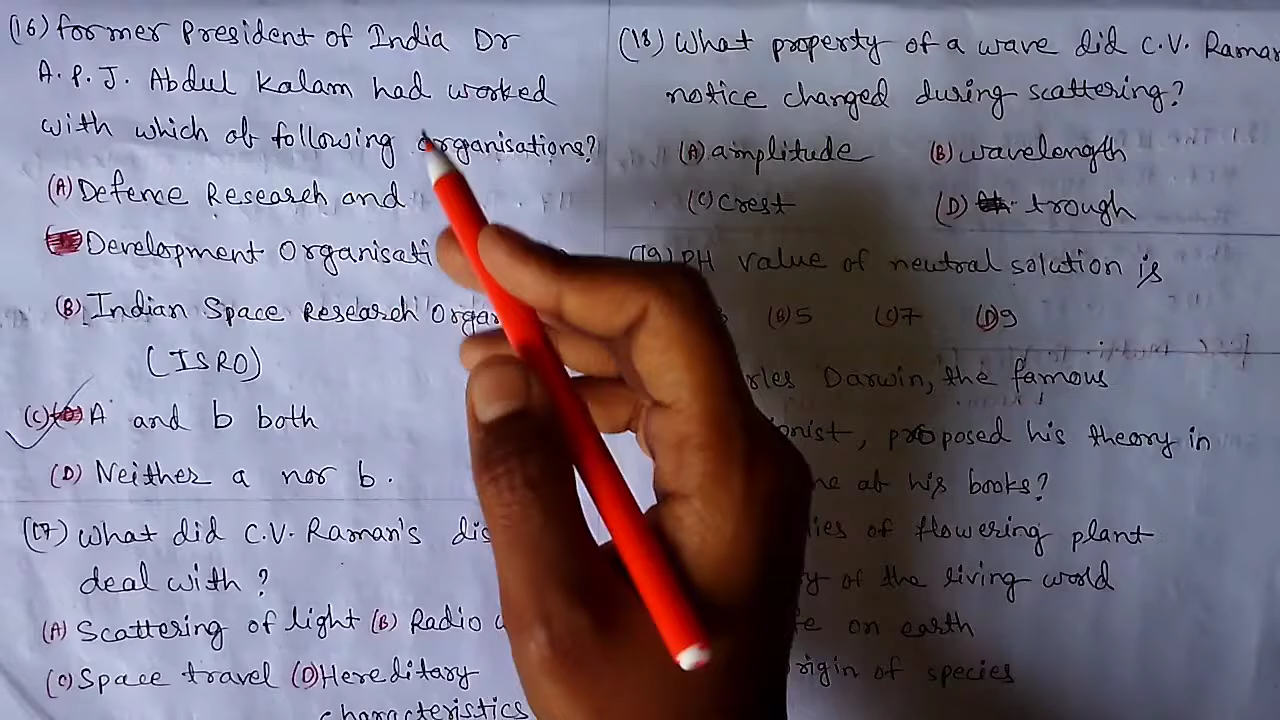 (16) former President of India Dr
A.P.J. Abdul Kalam had worked
with which of following organisations?
(A) Defence Research and
Development Organisati
(B) Indian Space Research Organ
(ISRO)
(C) A and b both
(D) Neither a nor b.
(17) What did C.V. Raman's dis
deal with?
(A) Scattering of light (B) Radio
(C) Space travel (D) Hereditary
characteristics
(18) What property of a wave did C.V. Raman
notice changed during scattering?
(A) amplitude (B) wavelength
(C) Crest (D) trough
(19) PH value of neutral solution is
(B) 5 (C) 7 (D) 9
rles Darwin, the famous
onist, proposed his theory in
ne of his books?
ies of flowering plant
y of the living world
fe on earth
rigin of species